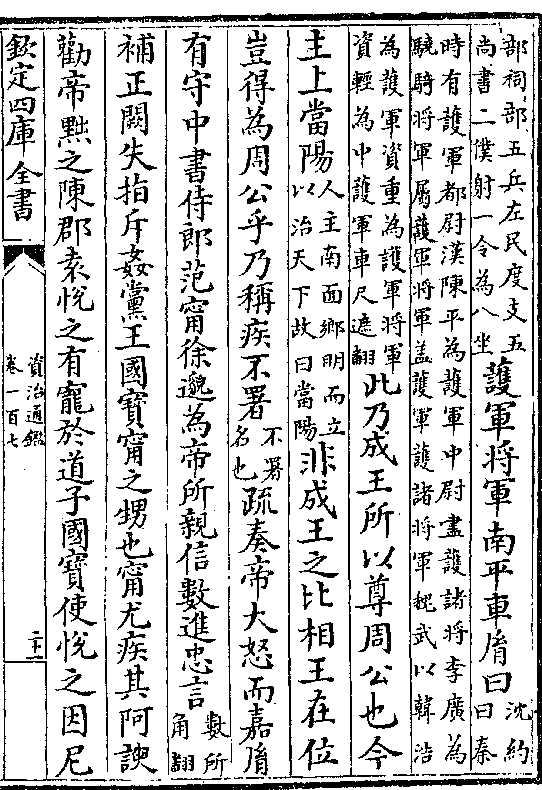 部祠部五兵左民度支五
尚書二僕射一令為八坐
護軍將軍南平車胤曰
沈約
曰秦
時有護軍都尉漢陳平為護軍中尉盡護諸將李廣為
驍騎將軍屬護軍將軍盖護軍護諸將軍魏武以韓浩
為護軍資重為護軍將軍
資輕為中護軍車尺遮翻
此乃成王所以尊周公也今
主上當陽
人主南面鄉明而立
以治天下故曰當陽
非成王之比相王在位
豈得為周公乎乃稱疾不署
不署
名也
疏奏帝大怒而嘉胤
有守中書侍郎范甯徐邈為帝所親信數進忠言
數所
角翻
補正闕失指斥姦黨王國寶甯之甥也甯尤疾其阿諛
勸帝黜之陳郡袁悅之有寵於道子國寶使悅之因尼
欽定四庫全書
資治通鑑
卷一百七
二十一